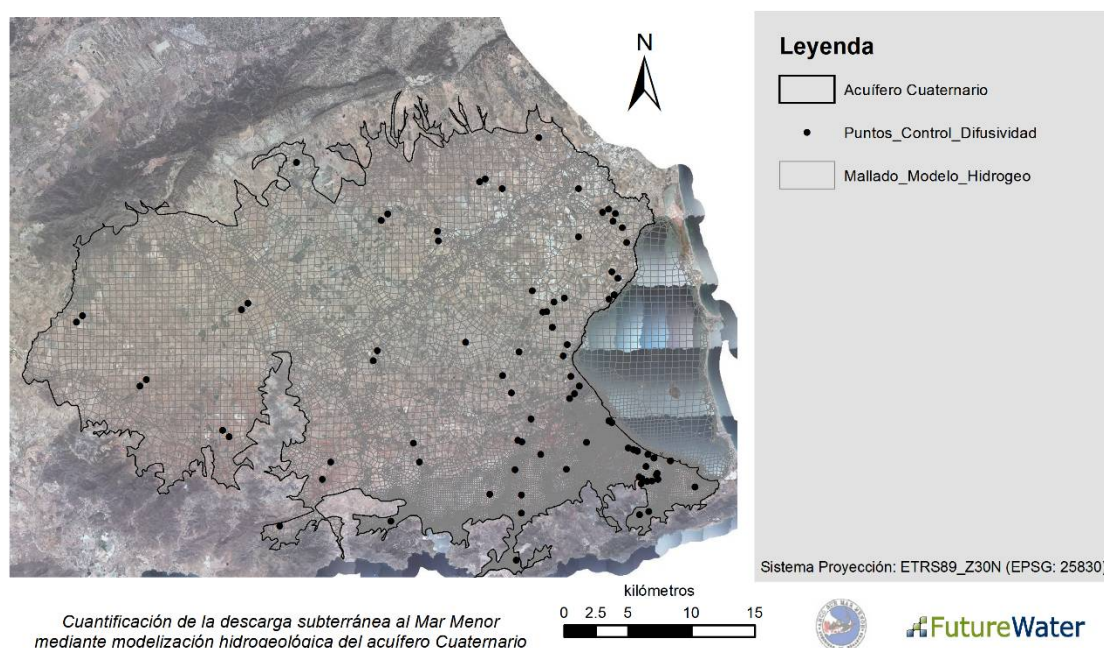 N
Leyenda
Acuífero Cuaternario
Puntos_Control_Difusividad
Mallado_Modelo_Hidrogeo
Sistema Proyección: ETRS89_Z30N (EPSG: 25830)
kilómetros
0 2.5 5 10 15
Cuantificación de la descarga subterránea al Mar Menor
mediante modelización hidrogeológica del acuífero Cuaternario
FutureWater